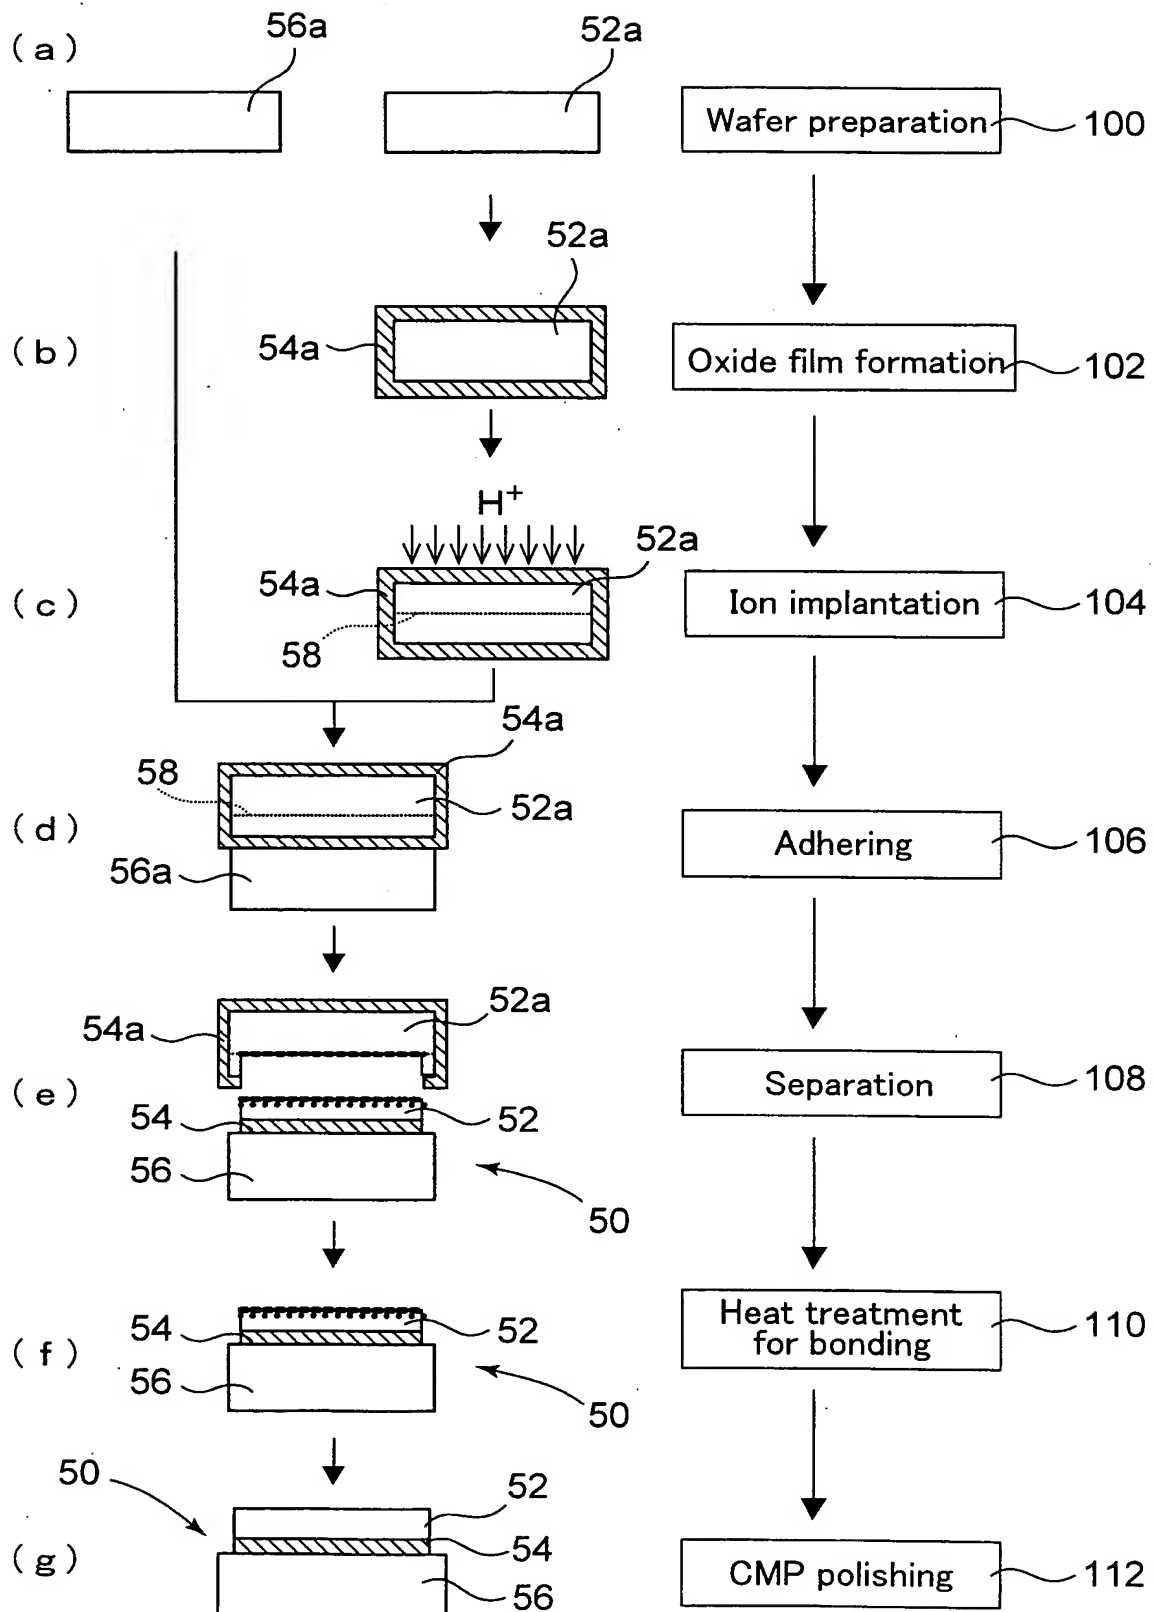 (a)
56a
52a
Wafer preparation
100
52a
(b)
54a
Oxide film formation
102
H+
52a
(c)
54a
58
Ion implantation
104
54a
58
52a
(d)
56a
Adhering
106
52a
54a
(e)
54
52
56
50
Separation
108
54
52
(f)
56
50
Heat treatment
for bonding
110
50
52
(g)
54
56
CMP polishing
112